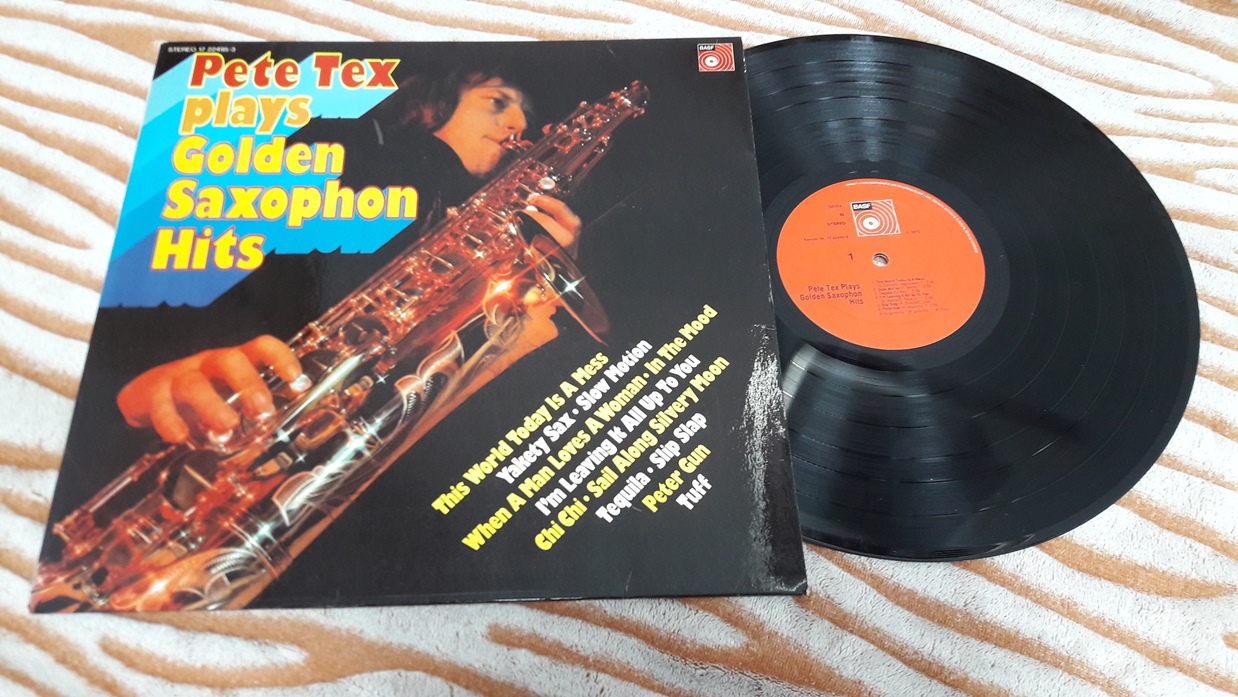 STEREO 17 22495-3
BASF
Pete Tex
plays
Golden
Saxophon
Hits
This World Today Is A Mess
Yakety Sax • Slow Motion
When A Man Loves A Woman • In The Mood
I'm Leaving It All Up To You
Chi Chi • Sail Along Silvery Moon
Tequila • Slip Slap
Peter Gun
Tuff
BASF
STEREO
1
Pete Tex Plays
Golden Saxophon
Hits